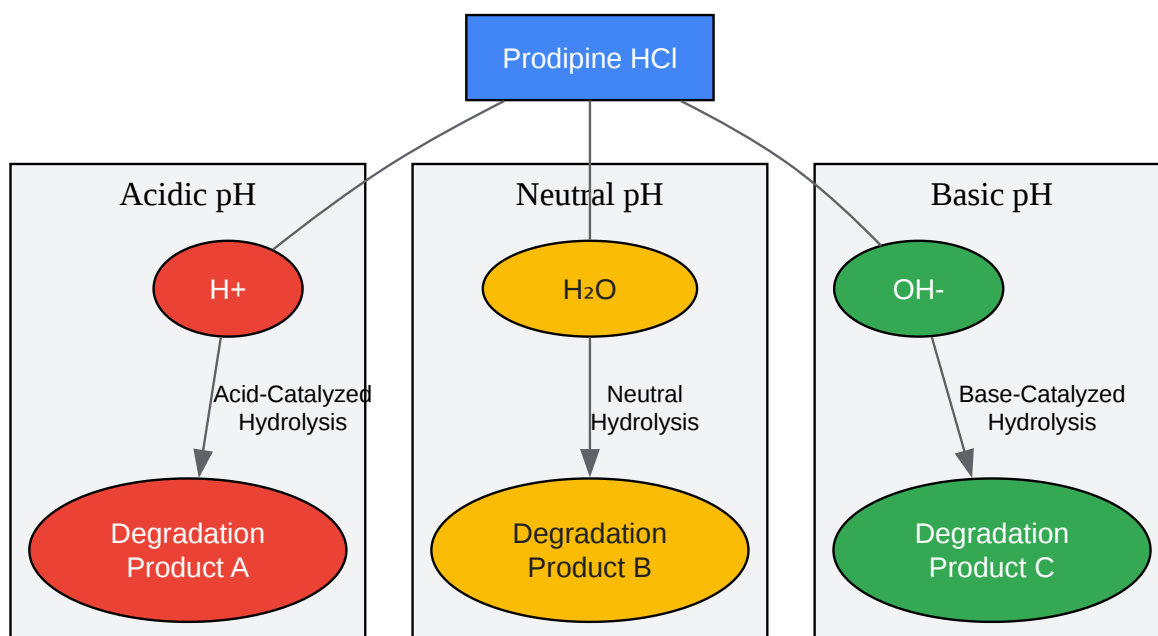 Prodipine HCl
Acidic pH
Neutral pH
Basic pH
H+
H₂O
OH-
Acid-Catalyzed
Hydrolysis
Neutral
Hydrolysis
Base-Catalyzed
Hydrolysis
Degradation
Product A
Degradation
Product B
Degradation
Product C